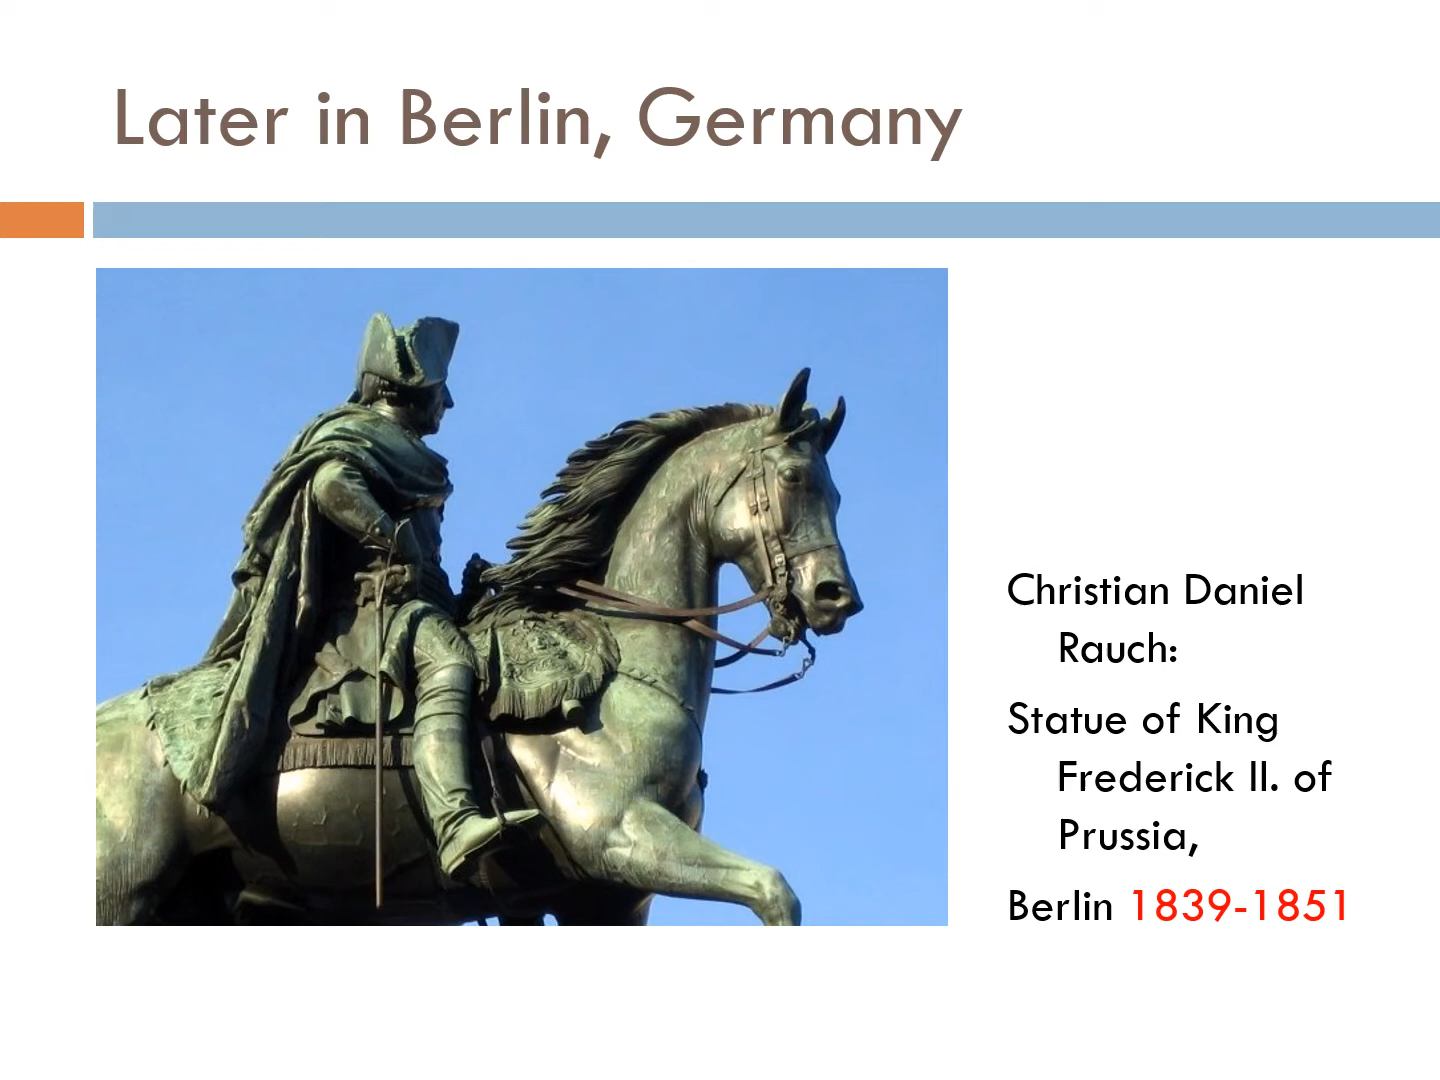 Later in Berlin, Germany
Christian Daniel
Rauch:
Statue of King
Frederick II. of
Prussia,
Berlin 1839-1851